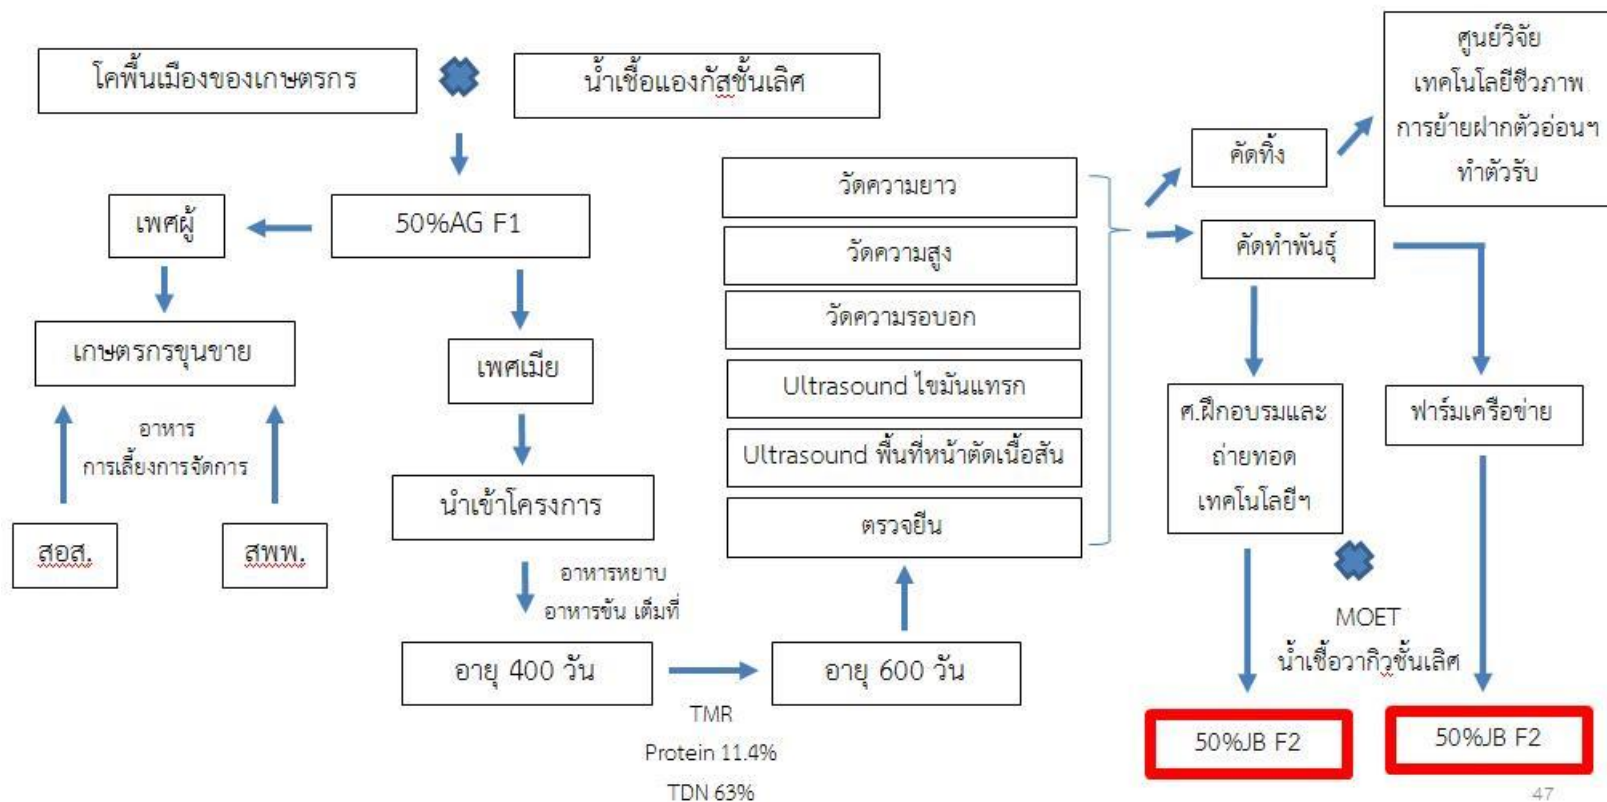 โคพื้นเมืองของเกษตรกร
น้ำเชื้อแองกัสชั้นเลิศ
50%AG F1
เพศผู้
เกษตรกรขุนขาย
อาหาร
การเลี้ยงการจัดการ
สอส.
สพพ.
เพศเมีย
นำเข้าโครงการ
อาหารหยาบ
อาหารข้น เต็มที่
อายุ 400 วัน
TMR
Protein 11.4%
TDN 63%
อายุ 600 วัน
วัดความยาว
วัดความสูง
วัดความรอบอก
Ultrasound ไขมันแทรก
Ultrasound พื้นที่หน้าตัดเนื้อสัน
ตรวจยีน
คัดทิ้ง
ศูนย์วิจัย
เทคโนโลยีชีวภาพ
การย้ายฝากตัวอ่อนฯ
ทำตัวรับ
คัดทำพันธุ์
ศ.ฝึกอบรมและ
ถ่ายทอด
เทคโนโลยีฯ
ฟาร์มเครือข่าย
MOET
น้ำเชื้อวากิวชั้นเลิศ
50%JB F2
50%JB F2
47